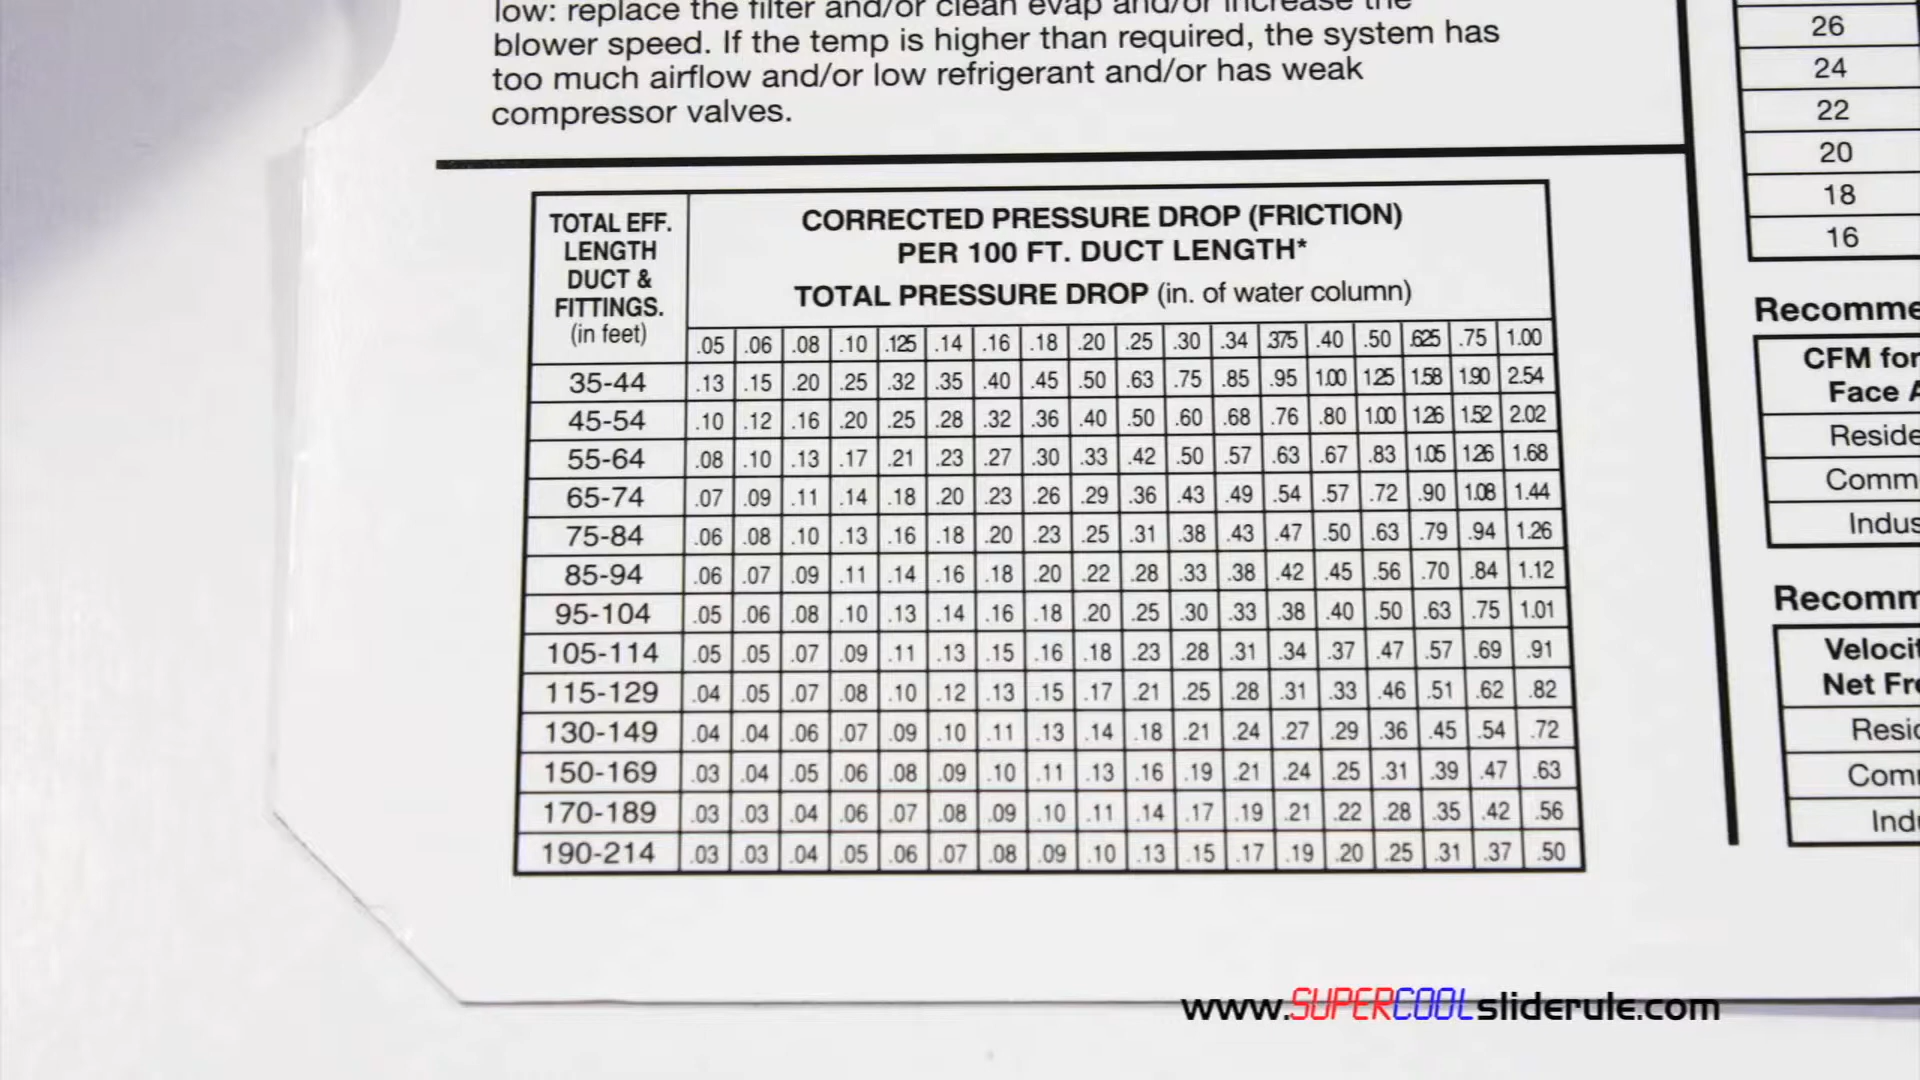 low: replace the filter and/or clean evap and/or increase the
blower speed. If the temp is higher than required, the system has
too much airflow and/or low refrigerant and/or has weak
compressor valves.
TOTAL EFF.
LENGTH
DUCT &
FITTINGS.
(in feet)
CORRECTED PRESSURE DROP (FRICTION)
PER 100 FT. DUCT LENGTH*
TOTAL PRESSURE DROP (in. of water column)
.05 .06 .08 .10 .125 .14 .16 .18 .20 .25 .30 .34 .375 .40 .50 .625 .75 1.00
35-44 .13 .15 .20 .25 .32 .35 .40 .45 .50 .63 .75 .85 .95 1.00 1.25 1.58 1.90 2.54
45-54 .10 .12 .16 .20 .25 .28 .32 .36 .40 .50 .60 .68 .76 .80 1.00 1.26 1.52 2.02
55-64 .08 .10 .13 .17 .21 .23 .27 .30 .33 .42 .50 .57 .63 .67 .83 1.05 1.26 1.68
65-74 .07 .09 .11 .14 .18 .20 .23 .26 .29 .36 .43 .49 .54 .57 .72 .90 1.08 1.44
75-84 .06 .08 .10 .13 .16 .18 .20 .23 .25 .31 .38 .43 .47 .50 .63 .79 .94 1.26
85-94 .06 .07 .09 .11 .14 .16 .18 .20 .22 .28 .33 .38 .42 .45 .56 .70 .84 1.12
95-104 .05 .06 .08 .10 .13 .14 .16 .18 .20 .25 .30 .33 .38 .40 .50 .63 .75 1.01
105-114 .05 .05 .07 .09 .11 .13 .15 .16 .18 .23 .28 .31 .34 .37 .47 .57 .69 .91
115-129 .04 .05 .07 .08 .10 .12 .13 .15 .17 .21 .25 .28 .31 .33 .46 .51 .62 .82
130-149 .04 .04 .06 .07 .09 .10 .11 .13 .14 .18 .21 .24 .27 .29 .36 .45 .54 .72
150-169 .03 .04 .05 .06 .08 .09 .10 .11 .13 .16 .19 .21 .24 .25 .31 .39 .47 .63
170-189 .03 .03 .04 .06 .07 .08 .09 .10 .11 .14 .17 .19 .21 .22 .28 .35 .42 .56
190-214 .03 .03 .04 .05 .06 .07 .08 .09 .10 .13 .15 .17 .19 .20 .25 .31 .37 .50
26
24
22
20
18
16
CFM for
www.SUPERCOOLsliderule.com